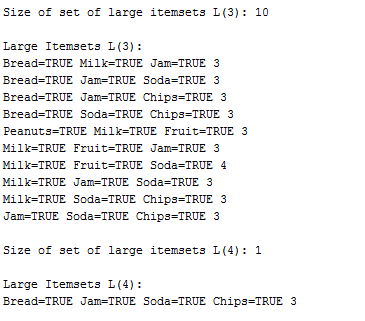 Size of set of large itemsets L(3): 10
Large Itemsets L(3):
Bread=TRUE Milk=TRUE Jam=TRUE 3
Bread=TRUE Jam=TRUE Soda=TRUE 3
Bread=TRUE Jam=TRUE Chips=TRUE 3
Bread=TRUE Soda=TRUE Chips=TRUE 3
Peanuts=TRUE Milk=TRUE Fruit=TRUE 3
Milk=TRUE Fruit=TRUE Jam=TRUE 3
Milk=TRUE Fruit=TRUE Soda=TRUE 4
Milk=TRUE Jam=TRUE Soda=TRUE 3
Milk=TRUE Soda=TRUE Chips=TRUE 3
Jam=TRUE Soda=TRUE Chips=TRUE 3
Size of set of large itemsets L(4): 1
Large Itemsets L(4):
Bread=TRUE Jam=TRUE Soda=TRUE Chips=TRUE 3